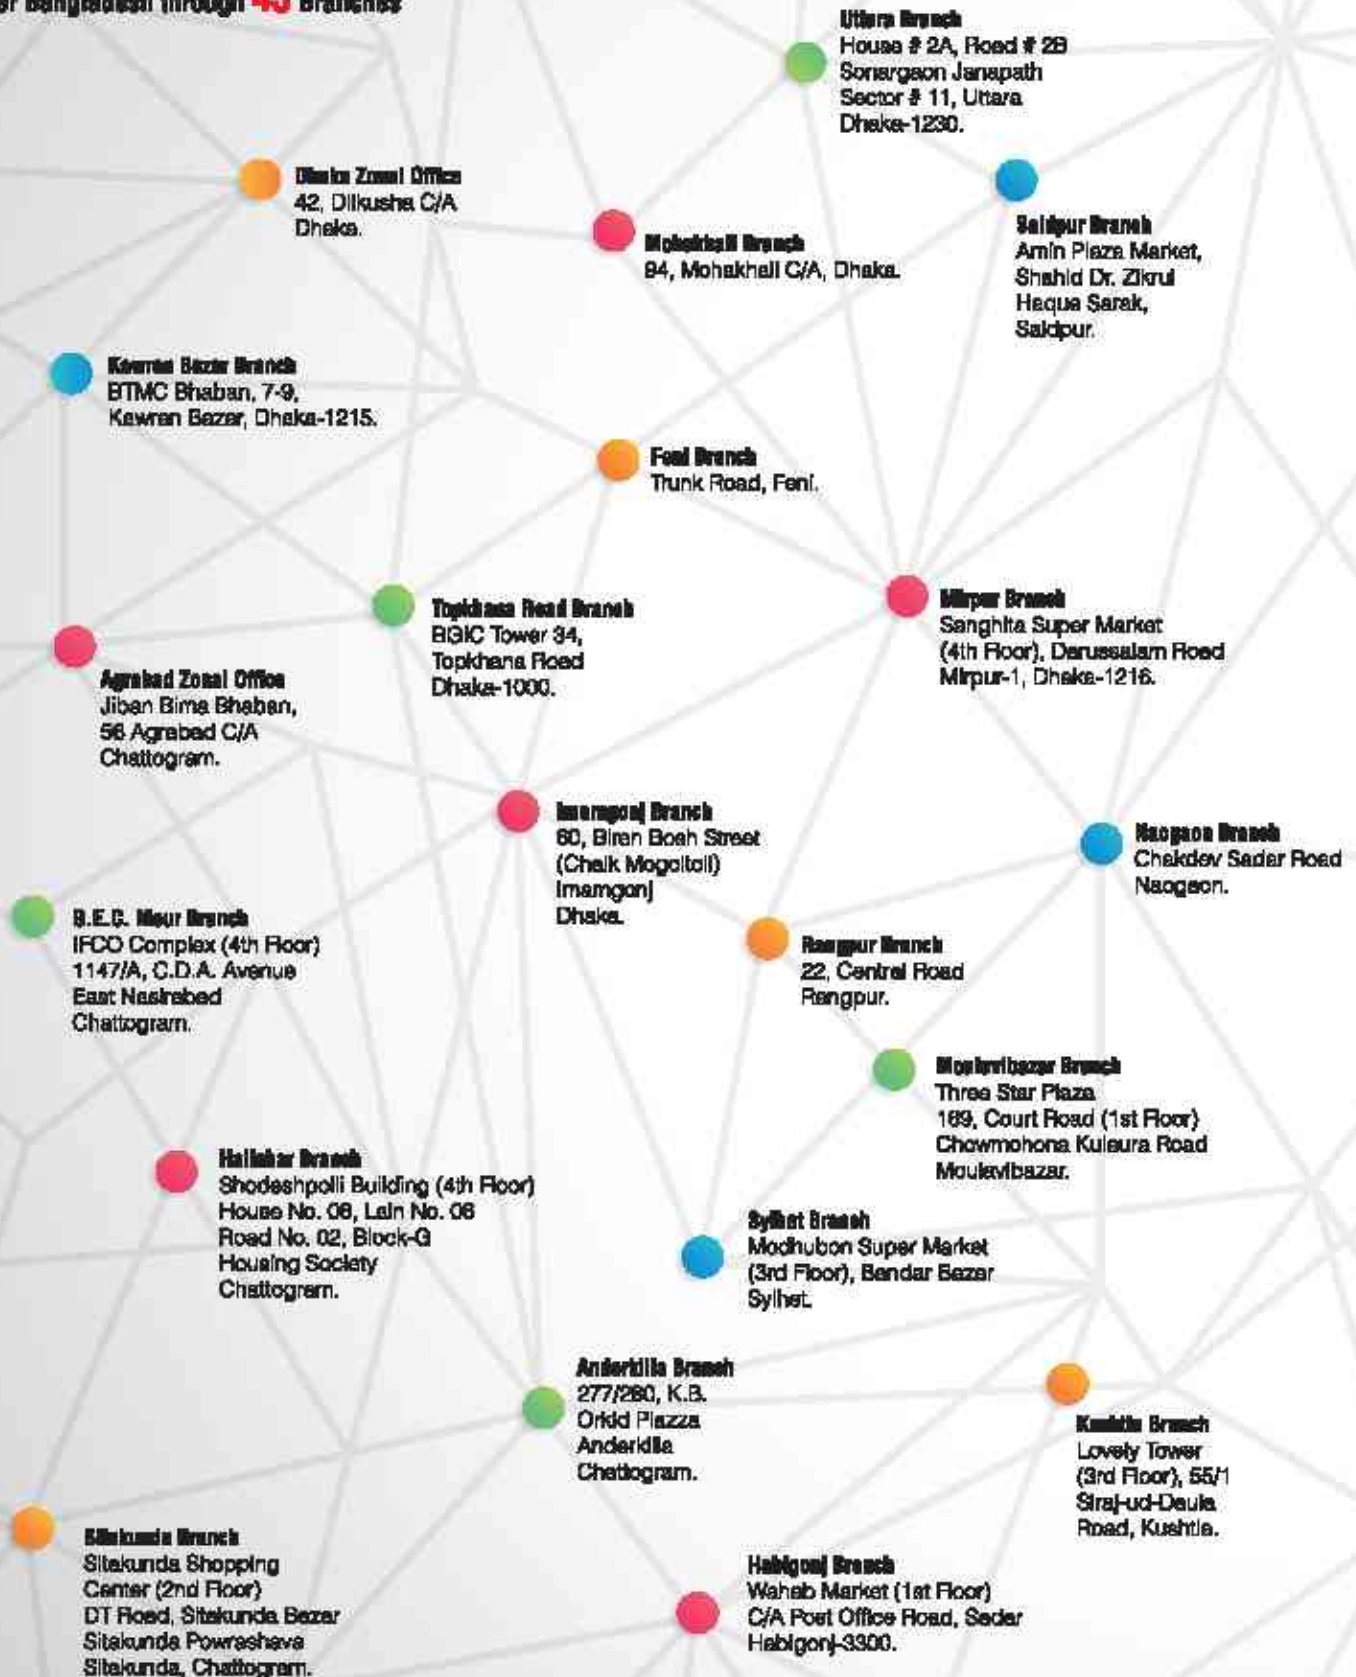 er Bangladesh through 45 Branches
Uttara Branch
House # 2A, Road # 2B
Sonargaon Janapath
Sector # 11, Uttara
Dhaka-1230.
Dhaka Zonal Office
42, Dilkusha C/A
Dhaka.
Mohakhali Branch
94, Mohakhali C/A, Dhaka.
Saidpur Branch
Amin Plaza Market,
Shahid Dr. Zikrul
Haque Sarak,
Saidpur.
Kawran Bazar Branch
BTMC Bhaban, 7-9,
Kawran Bazar, Dhaka-1215.
Feni Branch
Trunk Road, Feni.
Topkhana Road Branch
BGIC Tower 34,
Topkhana Road
Dhaka-1000.
Mirpur Branch
Sanghita Super Market
(4th Floor), Darussalam Road
Mirpur-1, Dhaka-1216.
Agrabad Zonal Office
Jiban Bima Bhaban,
56 Agrabad C/A
Chattogram.
Imamgonj Branch
60, Biren Bosh Street
(Chalk Mogoltoli)
Imamgonj
Dhaka.
Naogaon Branch
Chakdev Sadar Road
Naogaon.
B.E.C. Mour Branch
IFCO Complex (4th Floor)
1147/A, C.D.A. Avenue
East Nasirabad
Chattogram.
Rangpur Branch
22, Central Road
Rangpur.
Moulavibazar Branch
Three Star Plaza
169, Court Road (1st Floor)
Chowmohona Kulaura Road
Moulavibazar.
Halishar Branch
Shodeshpolli Building (4th Floor)
House No. 06, Lain No. 06
Road No. 02, Block-G
Housing Society
Chattogram.
Sylhet Branch
Modhubon Super Market
(3rd Floor), Bandar Bazar
Sylhet.
Anderkilla Branch
277/280, K.B.
Orkid Plazza
Anderkilla
Chattogram.
Kushtia Branch
Lovely Tower
(3rd Floor), 55/1
Siraj-ud-Daula
Road, Kushtia.
Sitakunda Branch
Sitakunda Shopping
Center (2nd Floor)
DT Road, Sitakunda Bazar
Sitakunda Powrashava
Sitakunda, Chattogram.
Habigonj Branch
Wahab Market (1st Floor)
C/A Post Office Road, Sadar
Habigonj-3300.